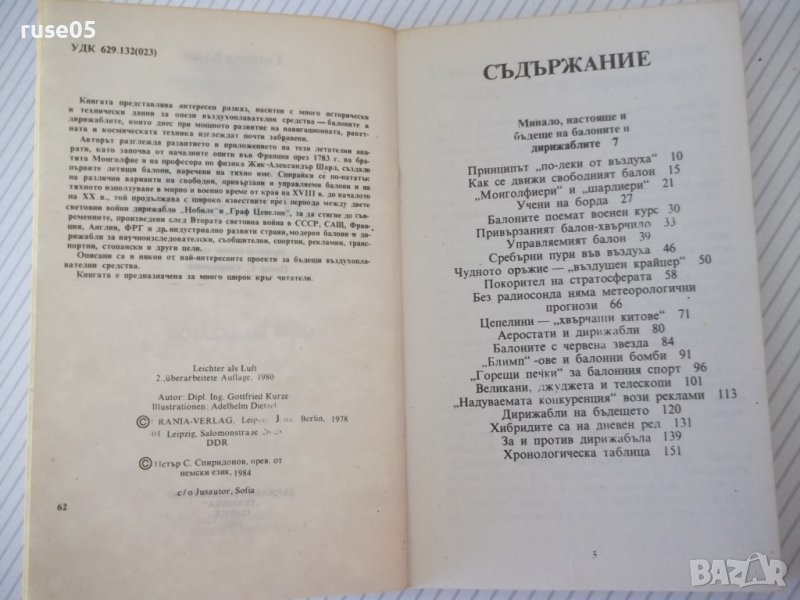 ruse05
УДК 629 132(023)
Книгата представлява интересен разказ, наситен с много исторически
и технически данни за онези въздухоплавателни средства — балоните и
дирижаблите, които днес при мощното развитие на навигационната, ракет-
ната и космическата техника изглеждат почти забравени.
Авторът разглежда развитието и приложението на тези летателни апа-
рати, като започва от началните опити във Франция през 1783 г. на бра-
тята Монголфие и на професора по физика Жак-Александър Шарл, създали
първите летящи балони, наречени на тяхно име. Спирайки се по-нататък
на различни варианти на свободни, привързани и управляеми балони и на
тяхното използуване в мирно и военно време от края на XVIII в. до началото
на XX в., той продължава с широко известните през периода между двете
световни войни дирижабли „Нобиле" и „Граф Цепелин", за да стигне до съв-
ременните, произведени след Втората световна война в СССР, САЩ, Фран-
ция, Англия, ФРГ и др. индустриално развити страни, модерни балони и ди-
рижабли за научноизследователски, съобщителни, спортни, рекламни, транс-
портни, стопански и други цели.
Описани са и някои от най-интересните проекти за бъдещи въздухопла-
вателни средства.
Книгата е предназначена за много широк кръг читатели.
Leichter als Luft
2., überarbeitete Auflage, 1980
Autor: Dipl. Ing. Gottfried Kurze
Illustrationen: Adelhelm Dietzel
© RANIA-VERLAG, Leipzig Berlin, 1978
Leipzig, Salomonstraße 26-28
DDR
© Петър С. Спиридонов, прев. от
немски език, 1984
c/o Jusautor, Sofia
62
СЪДЪРЖАНИЕ
Минало, настояще и
бъдеще на балоните и
дирижаблите 7
Принципът „по-леки от въздуха" 10
Как се движи свободният балон 15
„Монголфиери" и „шарлиери" 21
Учени на борда 27
Балоните поемат военен курс 30
Привързаният балон-хвърчило 33
Управляемият балон 39
Сребърни пури във въздуха 46
Чудното оръжие — „въздушен крайцер" 50
Покорител на стратосферата 58
Без радиосонда няма метеорологични
прогнози 66
Цепелини — „хвърчащи китове" 71
Аеростати и дирижабли 80
Балоните с червена звезда 84
„Блимп" -ове и балонни бомби 91
„Горещи печки" за балонния спорт 96
Великани, джуджета и телескопи 101
„Надуваемата конкуренция" вози реклами 113
Дирижабли на бъдещето 120
Хибридите са на дневен ред 131
За и против дирижабъла 139
Хронологическа таблица 151
5
BAZAR